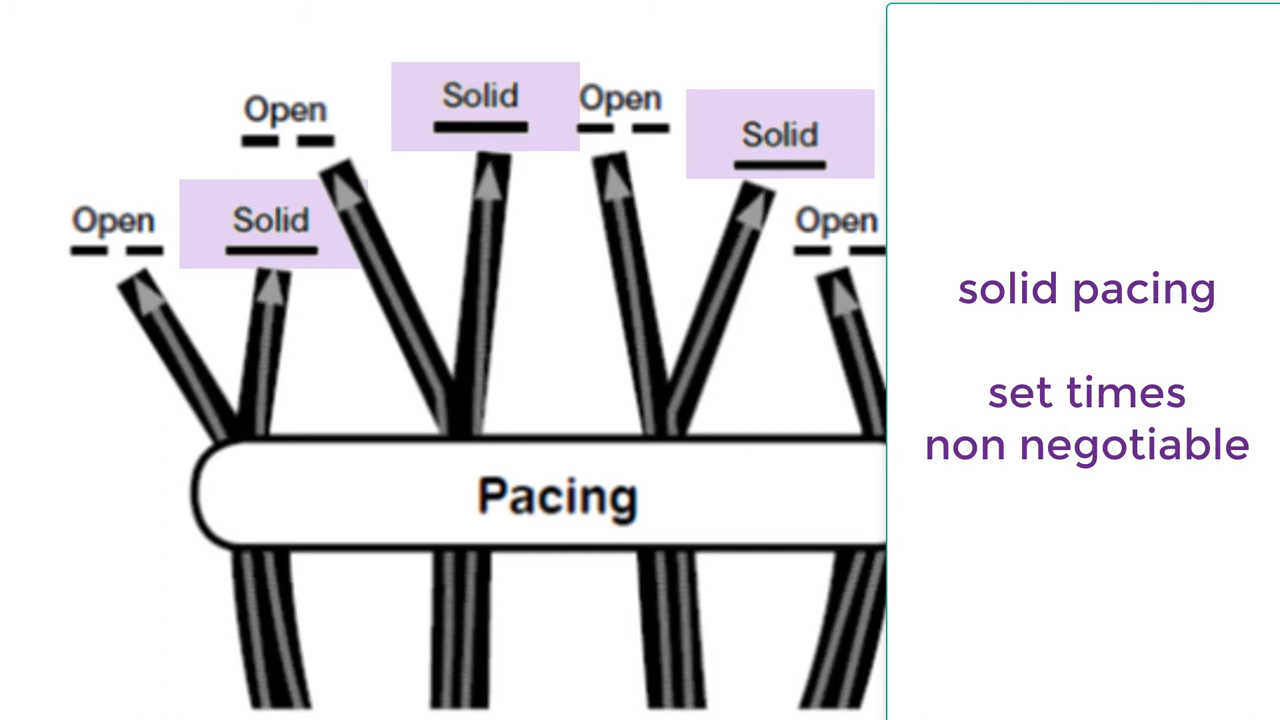 Solid
Open
Open
Solid
Open
Solid
Open
Pacing
solid pacing
set times
non negotiable